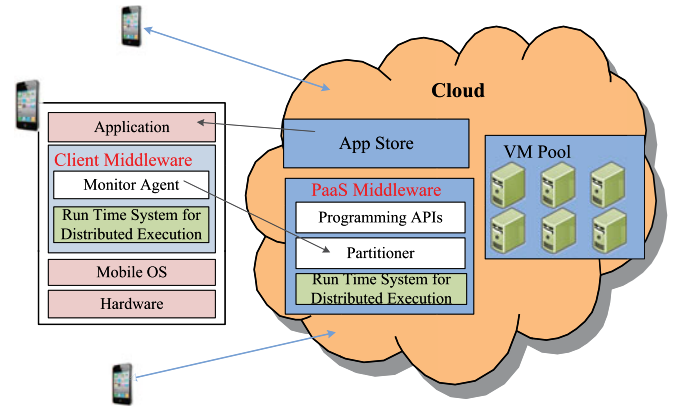 Cloud
Application
Client Middleware
Monitor Agent
Run Time System for
Distributed Execution
Mobile OS
Hardware
App Store
PaaS Middleware
Programming APIs
Partitioner
Run Time System for
Distributed Execution
VM Pool